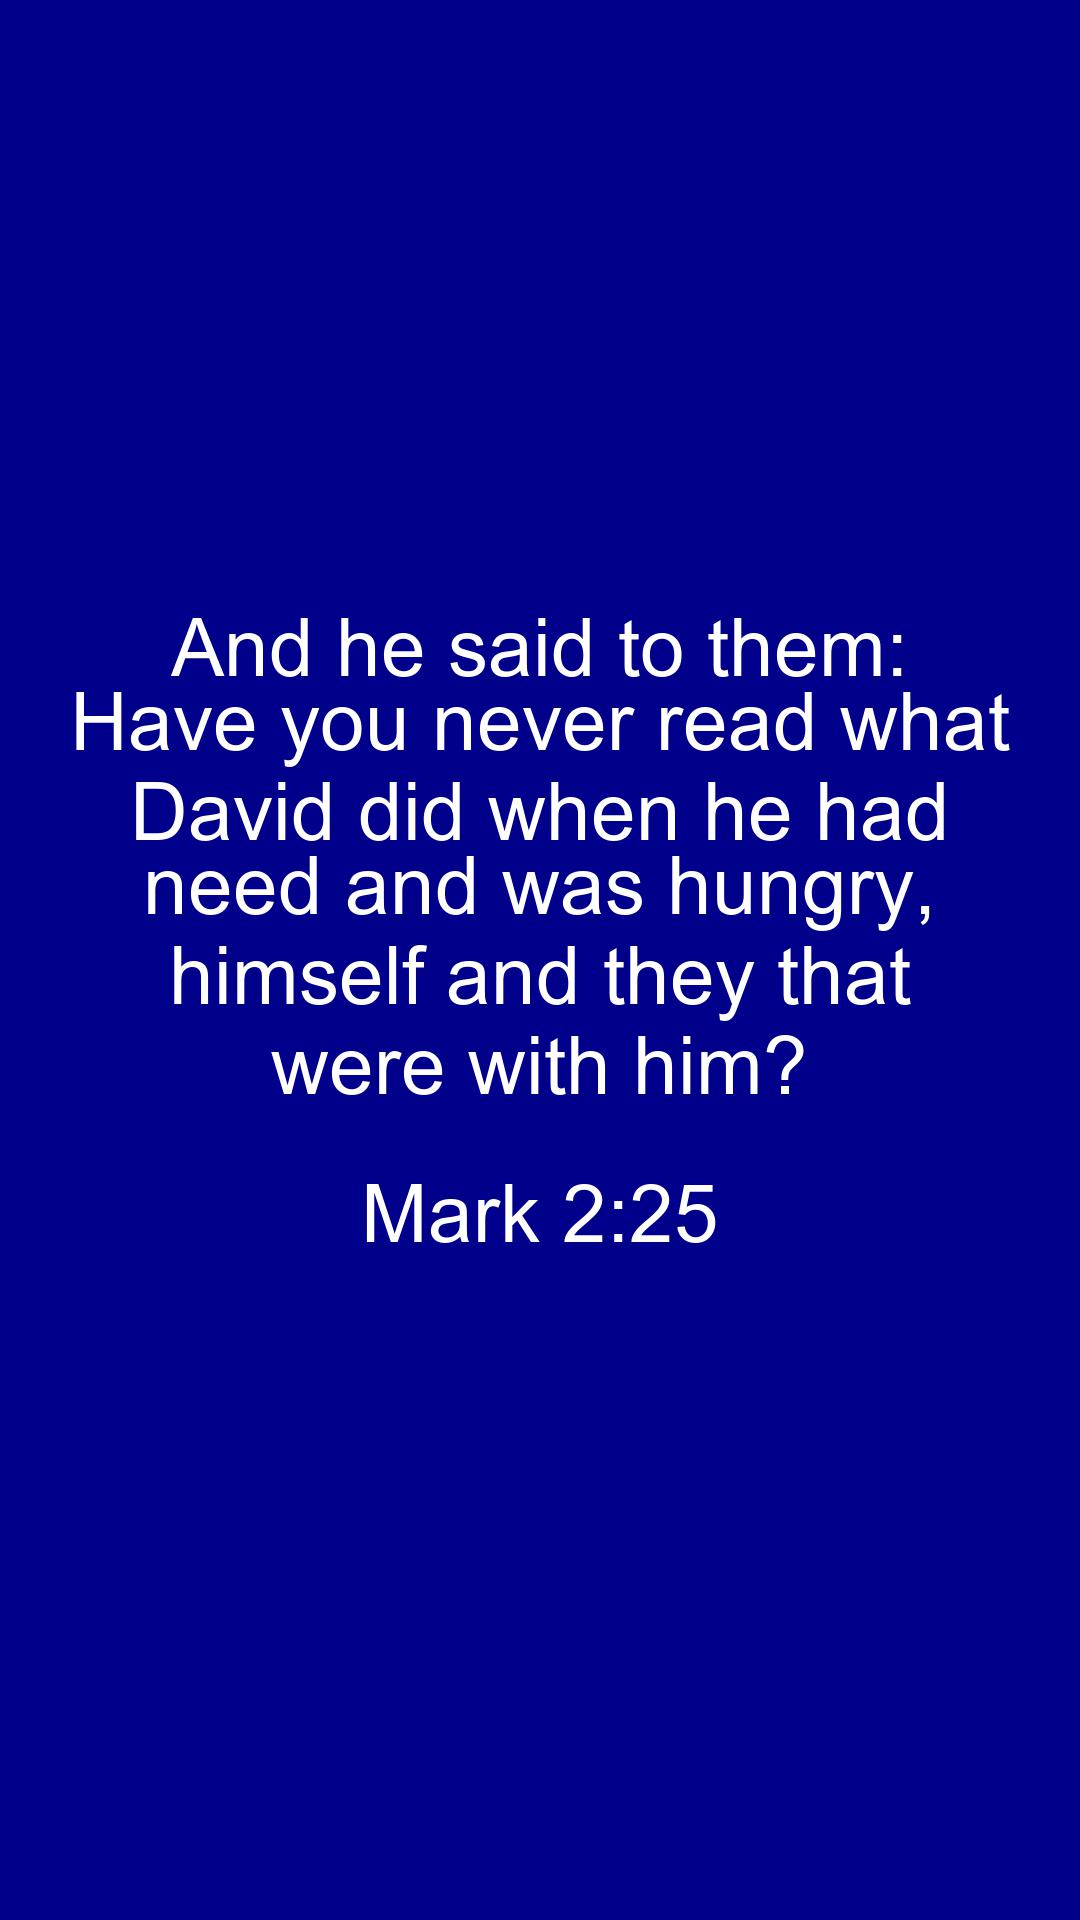 And he said to them:
Have you never read what
David did when he had
need and was hungry,
himself and they that
were with him?
Mark 2:25